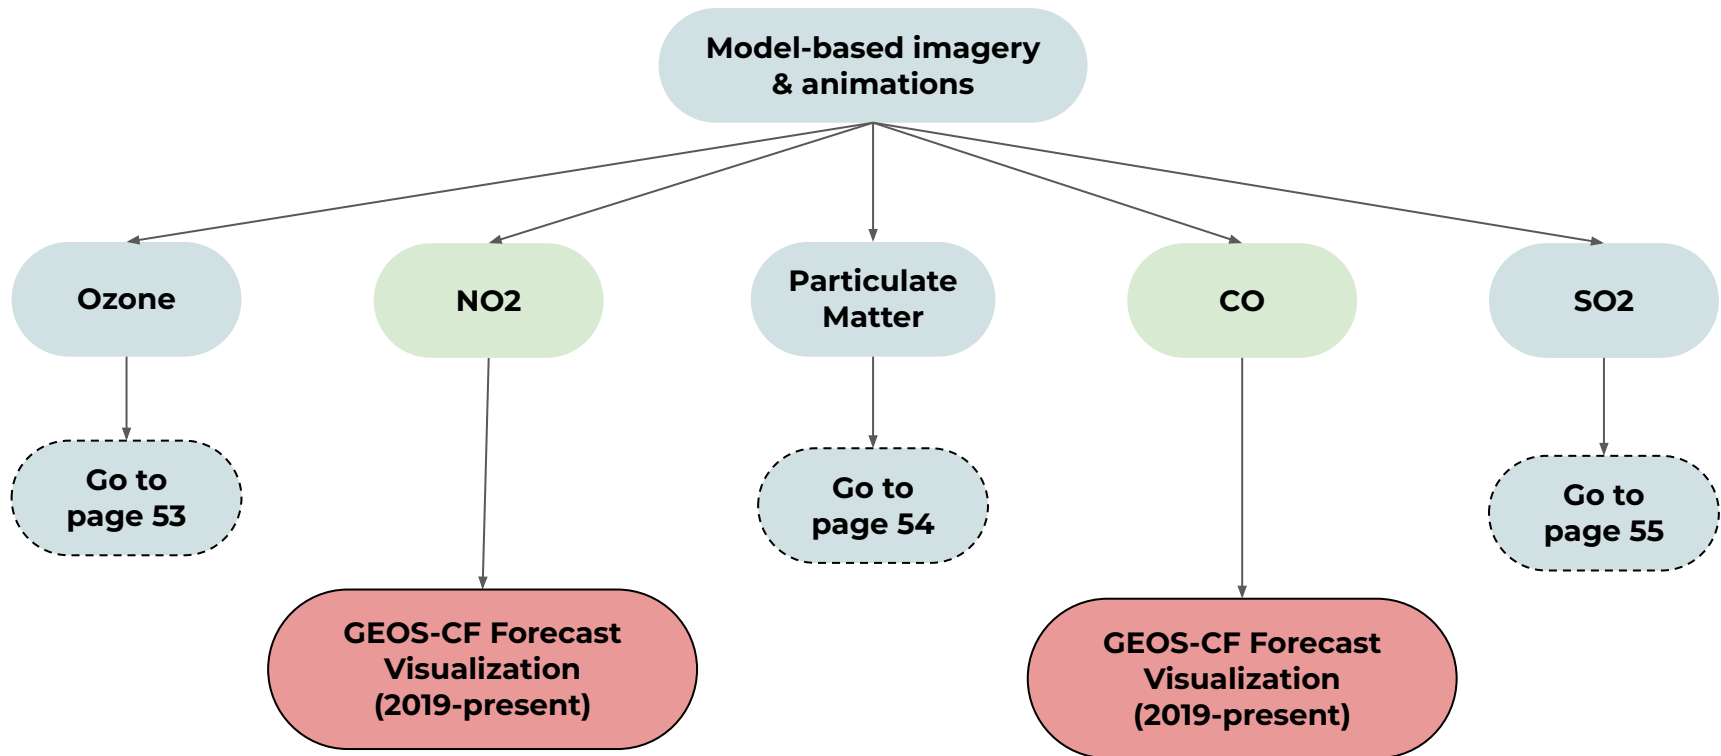 Model-based imagery
& animations
Ozone
NO2
Particulate
Matter
CO
SO2
Go to
page 53
Go to
page 54
Go to
page 55
GEOS-CF Forecast
Visualization
(2019-present)
GEOS-CF Forecast
Visualization
(2019-present)